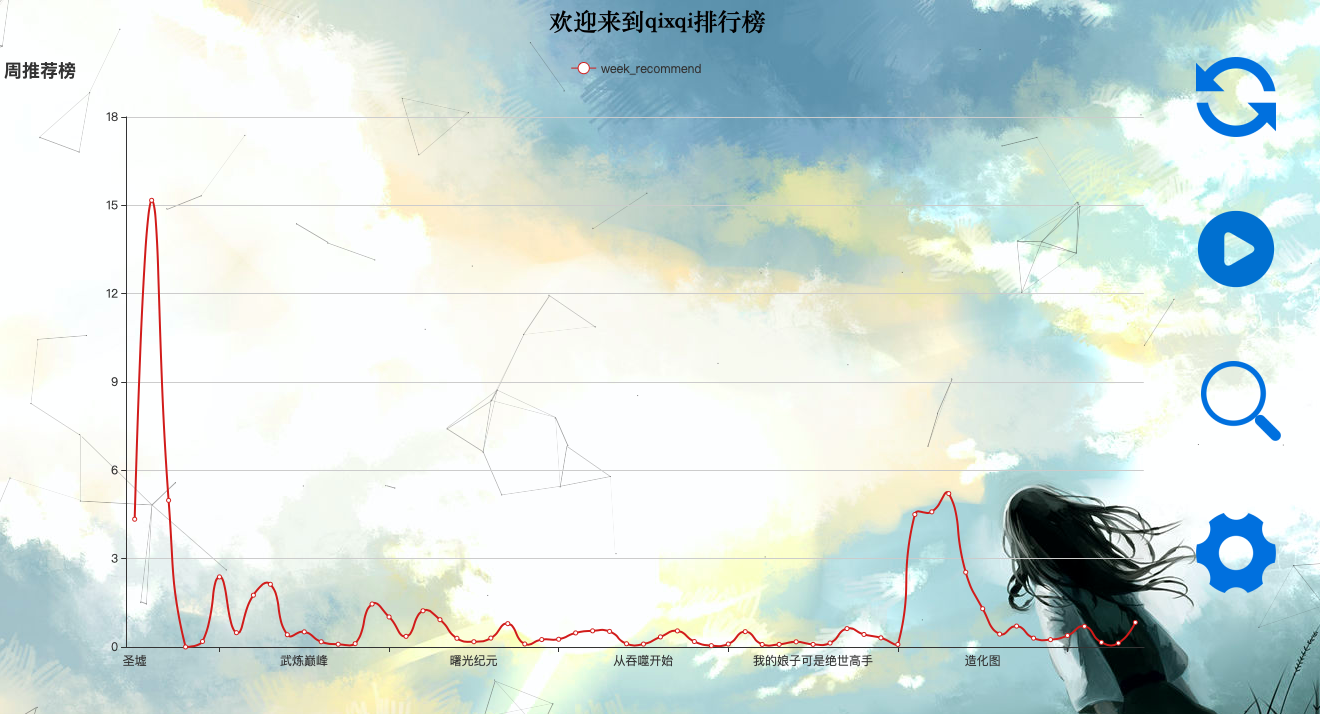 欢迎来到qixqi排行榜
周推荐榜
week_recommend
18
15
12
9
6
3
0
圣墟 武炼巅峰 曙光纪元 从吞噬开始 我的娘子可是绝世高手 造化图